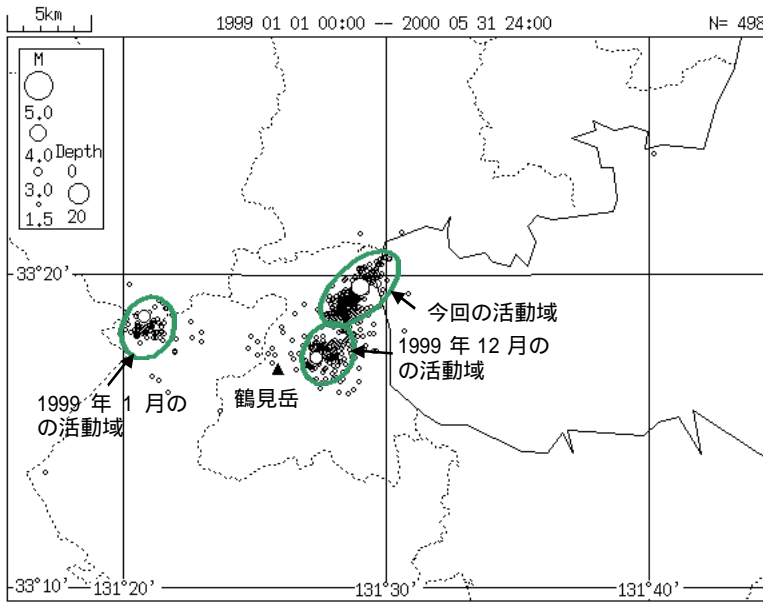 5km
1999 01 01 00:00 -- 2000 05 31 24:00
N= 498
M
5.0
4.0
3.0
1.5
Depth
0
20
33°20'
今回の活動域
1999 年 12 月の
の活動域
鶴見岳
1999 年 1 月の
の活動域
33°10'
131°20'
131°30'
131°40'